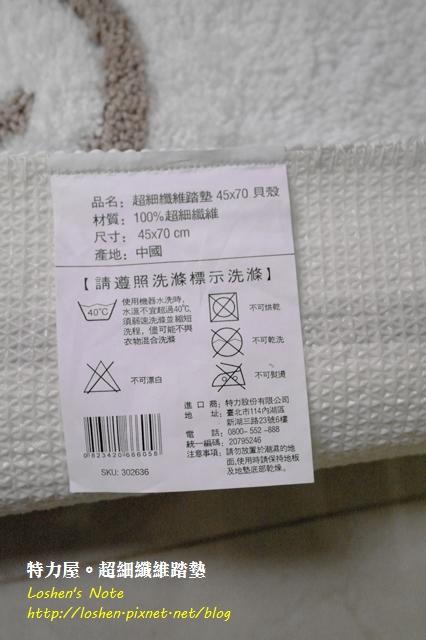 品名：超細纖維踏墊 45x70 貝殼
材質：100%超細纖維
尺寸： 45x70 cm
產地：中國
【請遵照洗滌標示洗滌】
40℃
使用機器水洗時，
水溫不宜超過40℃，
須弱速洗滌並縮短
洗程，儘可能不與
衣物混合洗滌
不可烘乾
不可乾洗
不可漂白
不可熨燙
進 口 商：特力股份有限公司
地 址：臺北市114內湖區
新湖三路23號6樓
電 話：0800- 552 -888
統一編碼：20795246
注意事項：請勿放置於潮濕的地
面，使用時請保持地板
及地墊底部乾燥。
0 823420 666058
SKU: 302636
特力屋。超細纖維踏墊
Loshen's Note
http://loshen.pixnet.net/blog